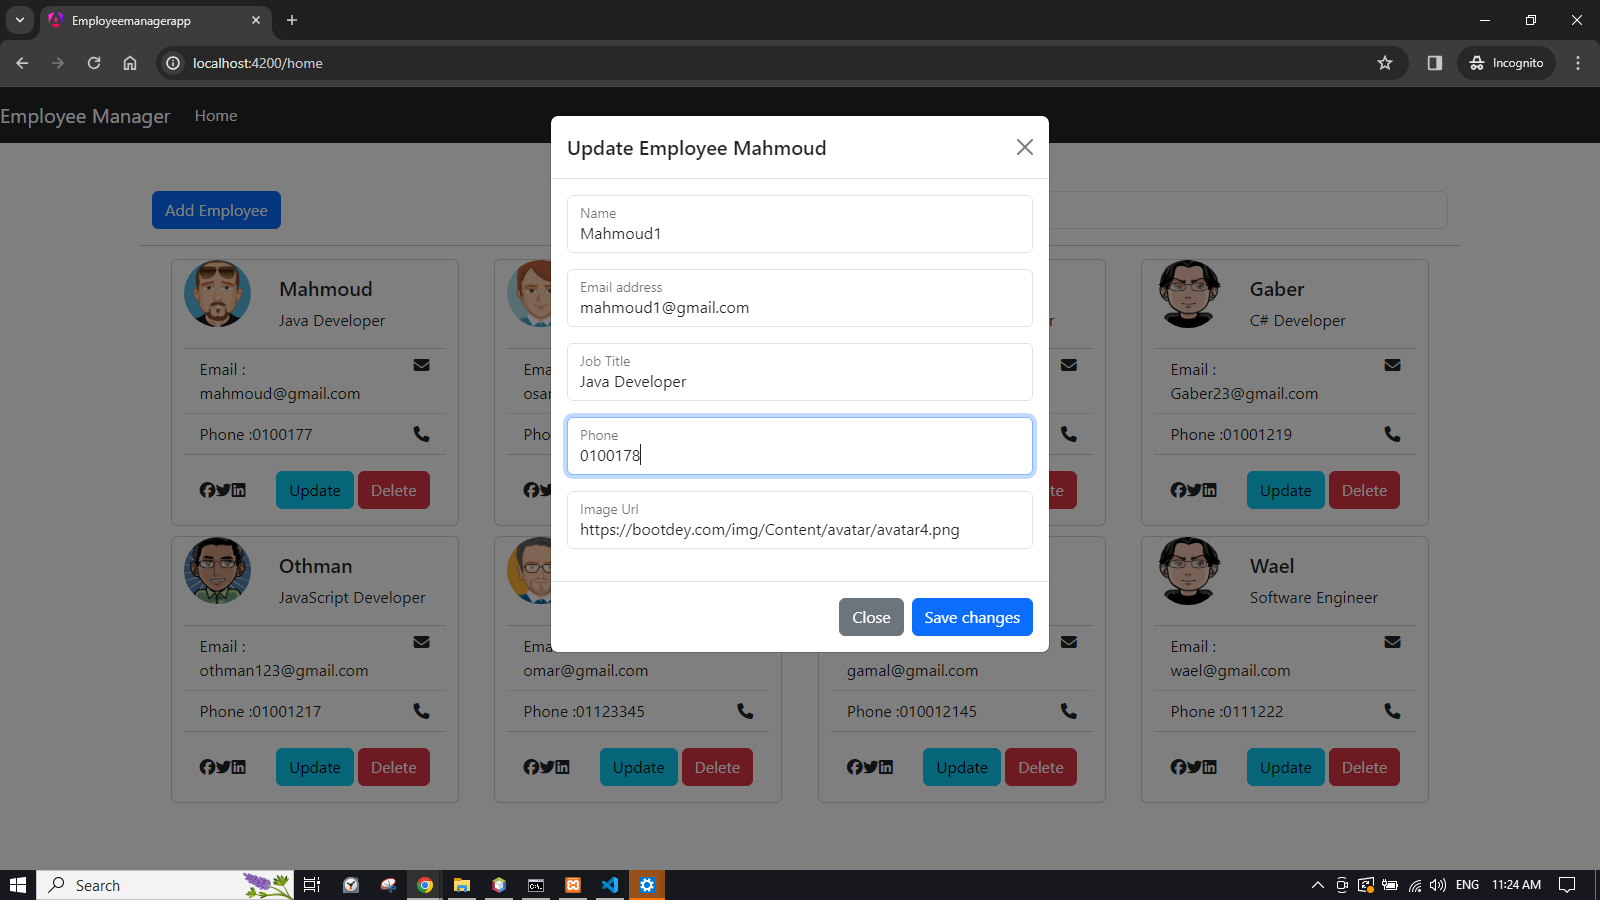 Employeemanagerapp
localhost:4200/home
Incognito
Employee Manager
Home
Update Employee Mahmoud
Name
Mahmoud1
Email address
mahmoud1@gmail.com
Job Title
Java Developer
Phone
0100178
Image Url
https://bootdey.com/img/Content/avatar/avatar4.png
Close
Save changes
Add Employee
Mahmoud
Java Developer
Email :
mahmoud@gmail.com
Phone :0100177
Update
Delete
Gaber
C# Developer
Email :
Gaber23@gmail.com
Phone :01001219
Update
Delete
Othman
JavaScript Developer
Email :
othman123@gmail.com
Phone :01001217
Update
Delete
omar@gmail.com
Phone :01123345
Update
Delete
gamal@gmail.com
Phone :010012145
Update
Delete
Wael
Software Engineer
Email :
wael@gmail.com
Phone :0111222
Update
Delete
Search
ENG
11:24 AM